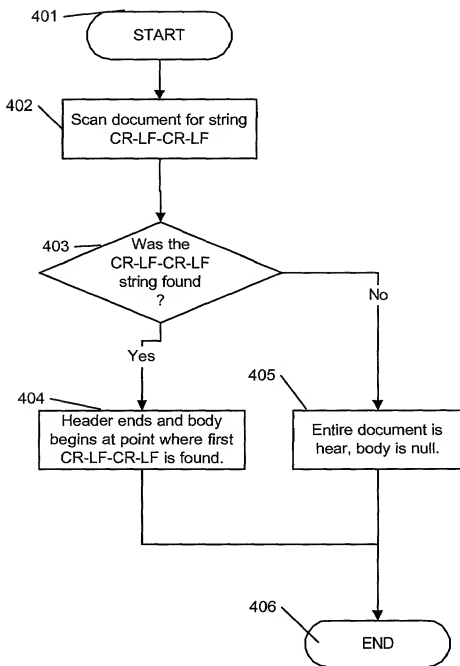 401
START
402
Scan document for string
CR-LF-CR-LF
403
Was the
CR-LF-CR-LF
string found
?
No
Yes
404
Header ends and body
begins at point where first
CR-LF-CR-LF is found.
405
Entire document is
hear, body is null.
406
END